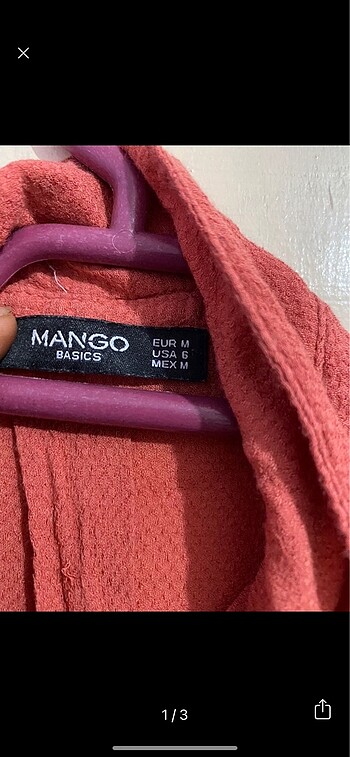 MANGO
BASICS
EUR M
USA 6
MEX M
1/3